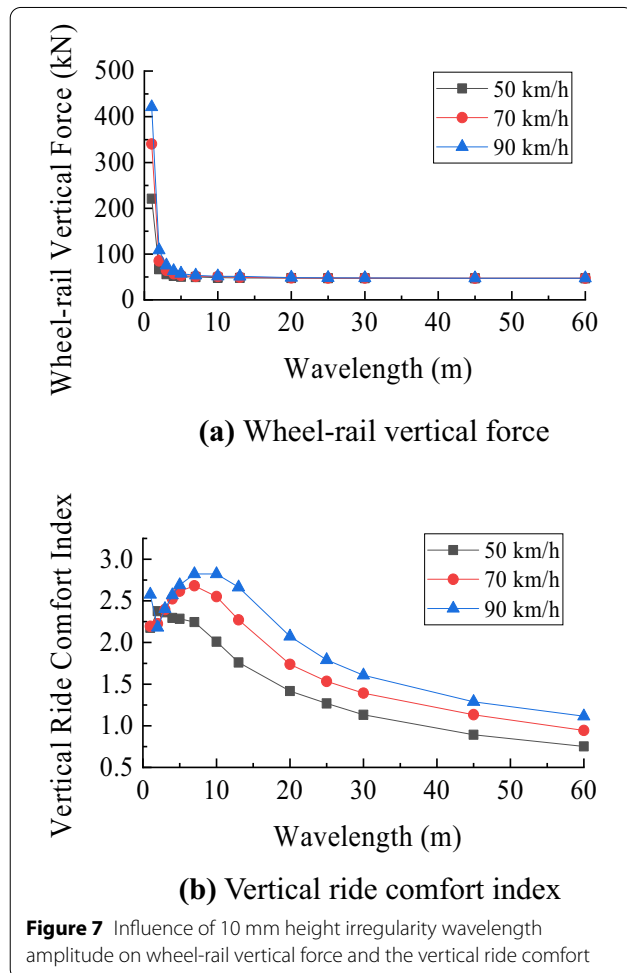 Wheel-rail Vertical Force (kN)
500
400
300
200
100
0
50 km/h
70 km/h
90 km/h
0 10 20 30 40 50 60
Wavelength (m)
(a) Wheel-rail vertical force
Vertical Ride Comfort Index
3.0
2.5
2.0
1.5
1.0
0.5
50 km/h
70 km/h
90 km/h
0 10 20 30 40 50 60
Wavelength (m)
(b) Vertical ride comfort index
Figure 7 Influence of 10 mm height irregularity wavelength
amplitude on wheel-rail vertical force and the vertical ride comfort